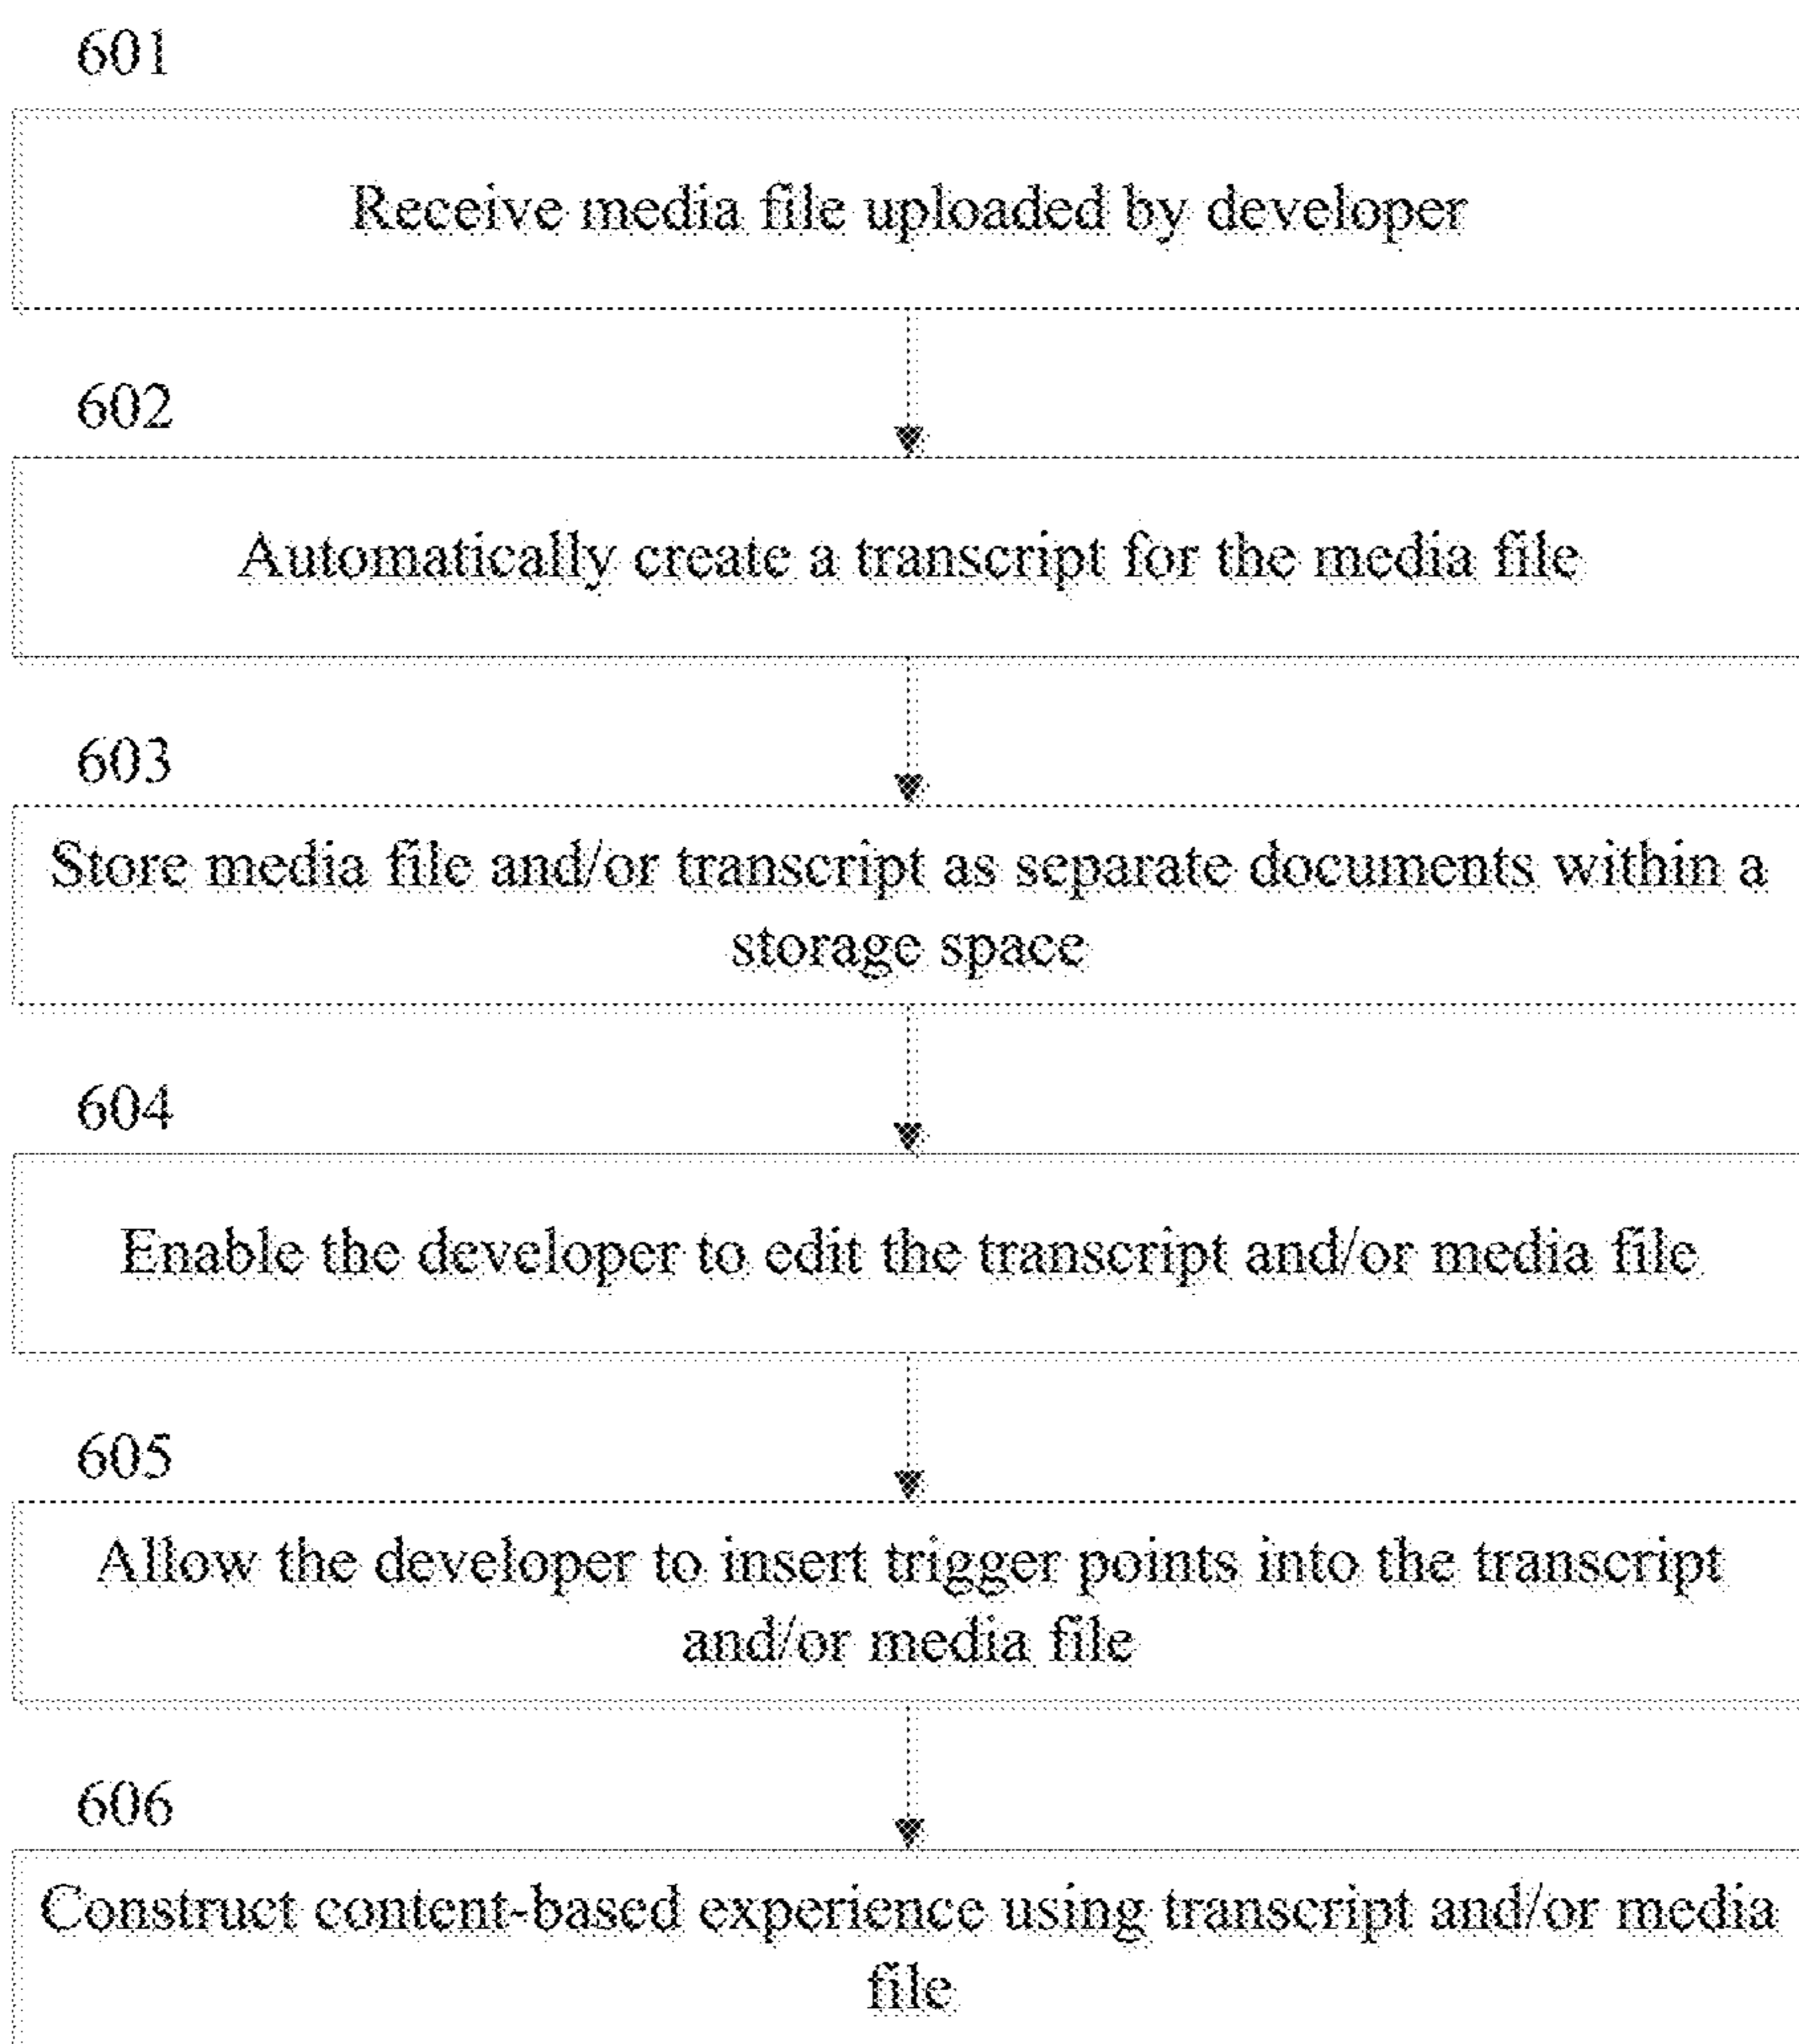 601
Receive media file uploaded by developer
602
Automatically create a transcript for the media file
603
Store media file and/or transcript as separate documents within a
storage space
604
Enable the developer to edit the transcript and/or media file
605
Allow the developer to insert trigger points into the transcript
and/or media file
606
Construct content-based experience using transcript and/or media
file